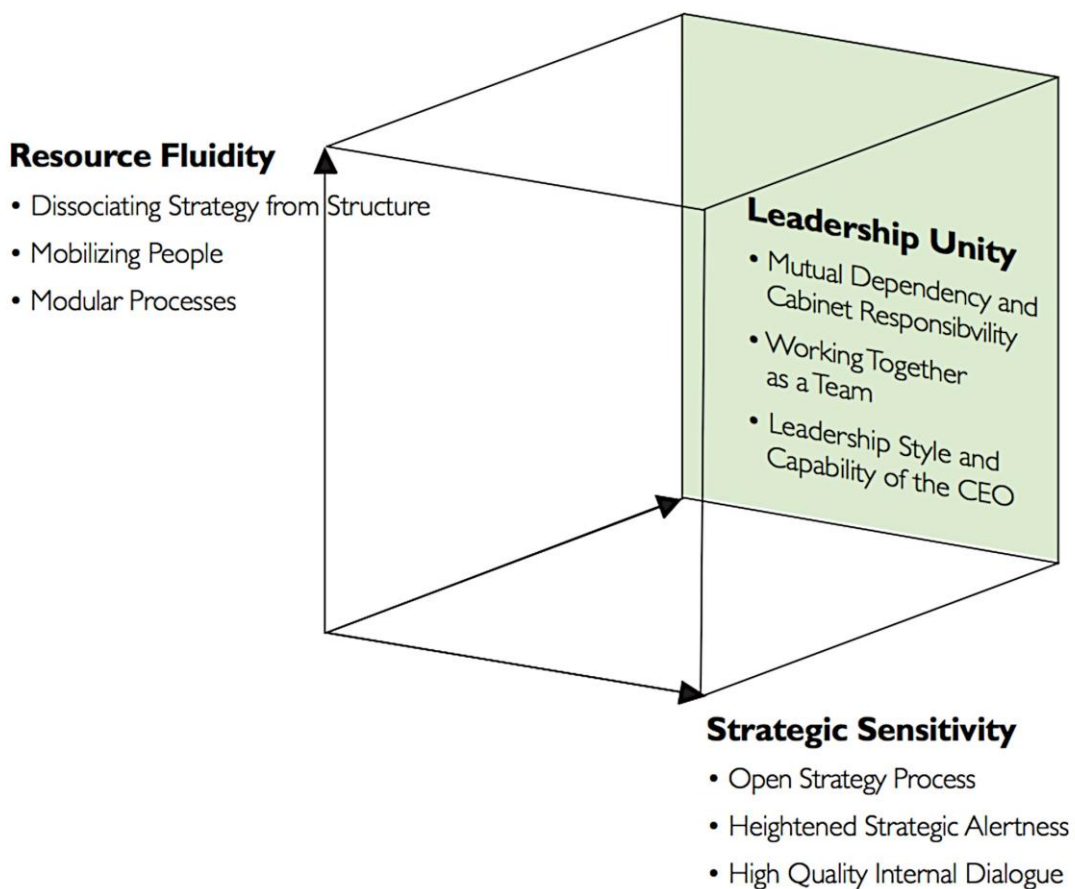 Resource Fluidity
• Dissociating Strategy from Structure
• Mobilizing People
• Modular Processes
Leadership Unity
• Mutual Dependency and
Cabinet Responsibvility
• Working Together
as a Team
• Leadership Style and
Capability of the CEO
Strategic Sensitivity
• Open Strategy Process
• Heightened Strategic Alertness
• High Quality Internal Dialogue